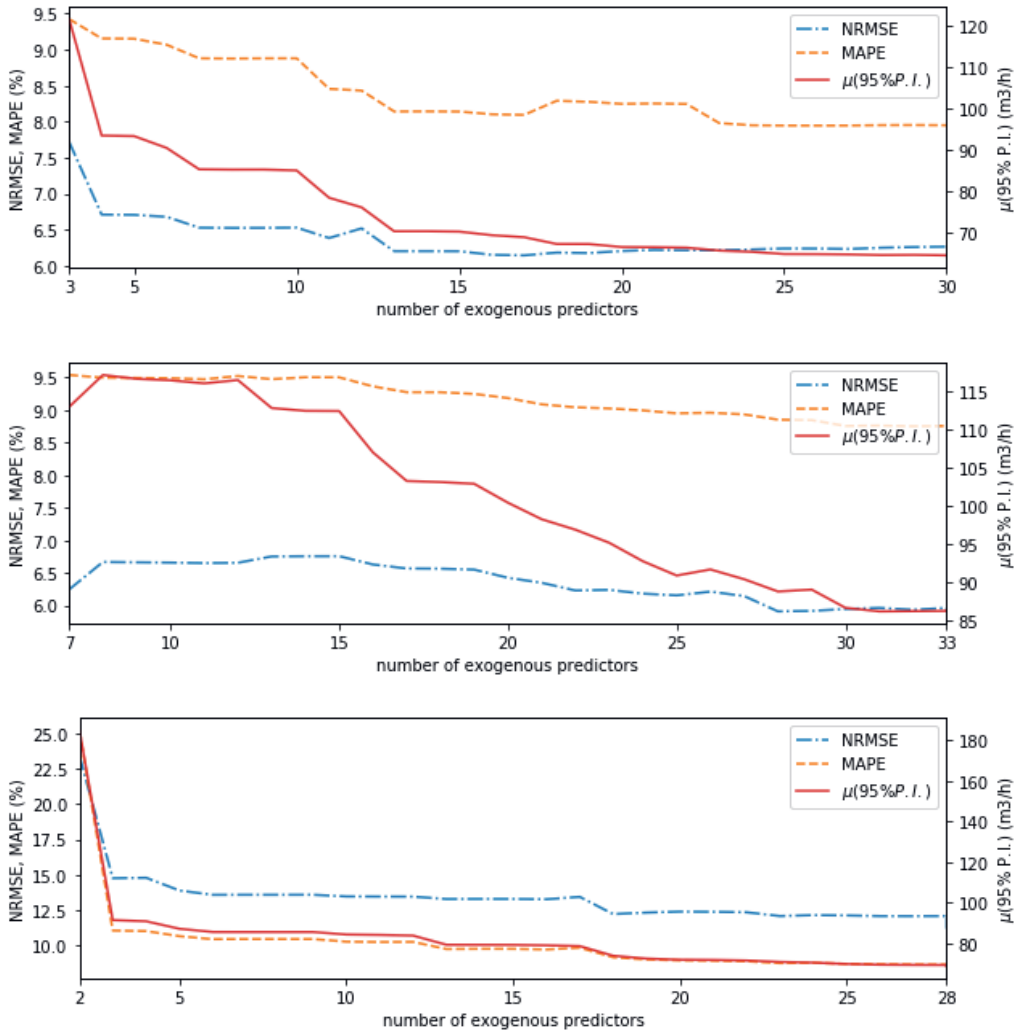 9.5
9.0
8.5
8.0
7.5
7.0
6.5
6.0
NRMSE, MAPE (%)
NRMSE
MAPE
μ(95%P.I.)
120
110
100
90
80
70
μ(95% P.I.) (m3/h)
3 5 10 15 20 25 30
number of exogenous predictors
9.5
9.0
8.5
8.0
7.5
7.0
6.5
6.0
NRMSE, MAPE (%)
NRMSE
MAPE
μ(95%P.I.)
115
110
105
100
95
90
85
μ(95% P.I.) (m3/h)
7 10 15 20 25 30 33
number of exogenous predictors
25.0
22.5
20.0
17.5
15.0
12.5
10.0
NRMSE, MAPE (%)
NRMSE
MAPE
μ(95%P.I.)
180
160
140
120
100
80
μ(95% P.I.) (m3/h)
2 5 10 15 20 25 28
number of exogenous predictors